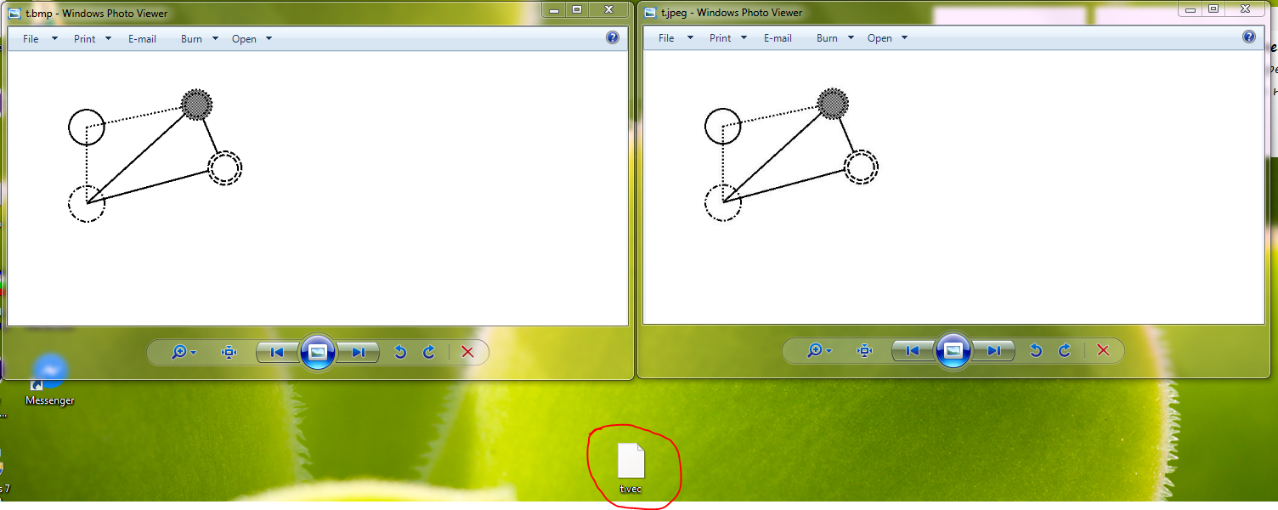 t.bmp - Windows Photo Viewer
File Print E-mail Burn Open
t.jpeg - Windows Photo Viewer
File Print E-mail Burn Open
Messenger
...
s 7
t.vec